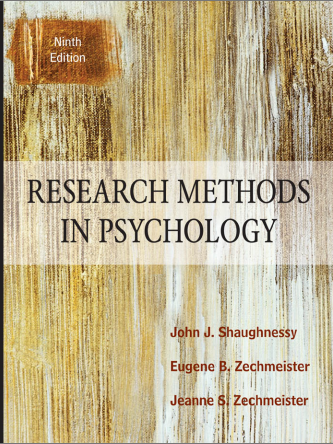 Ninth
Edition
RESEARCH METHODS
IN PSYCHOLOGY
John J. Shaughnessy
Eugene B. Zechmeister
Jeanne S. Zechmeister